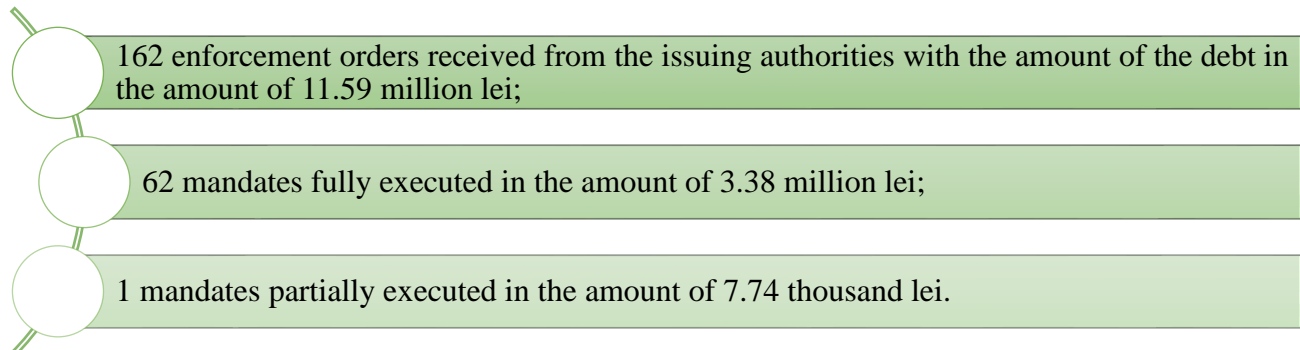 162 enforcement orders received from the issuing authorities with the amount of the debt in
the amount of 11.59 million lei;
62 mandates fully executed in the amount of 3.38 million lei;
1 mandates partially executed in the amount of 7.74 thousand lei.